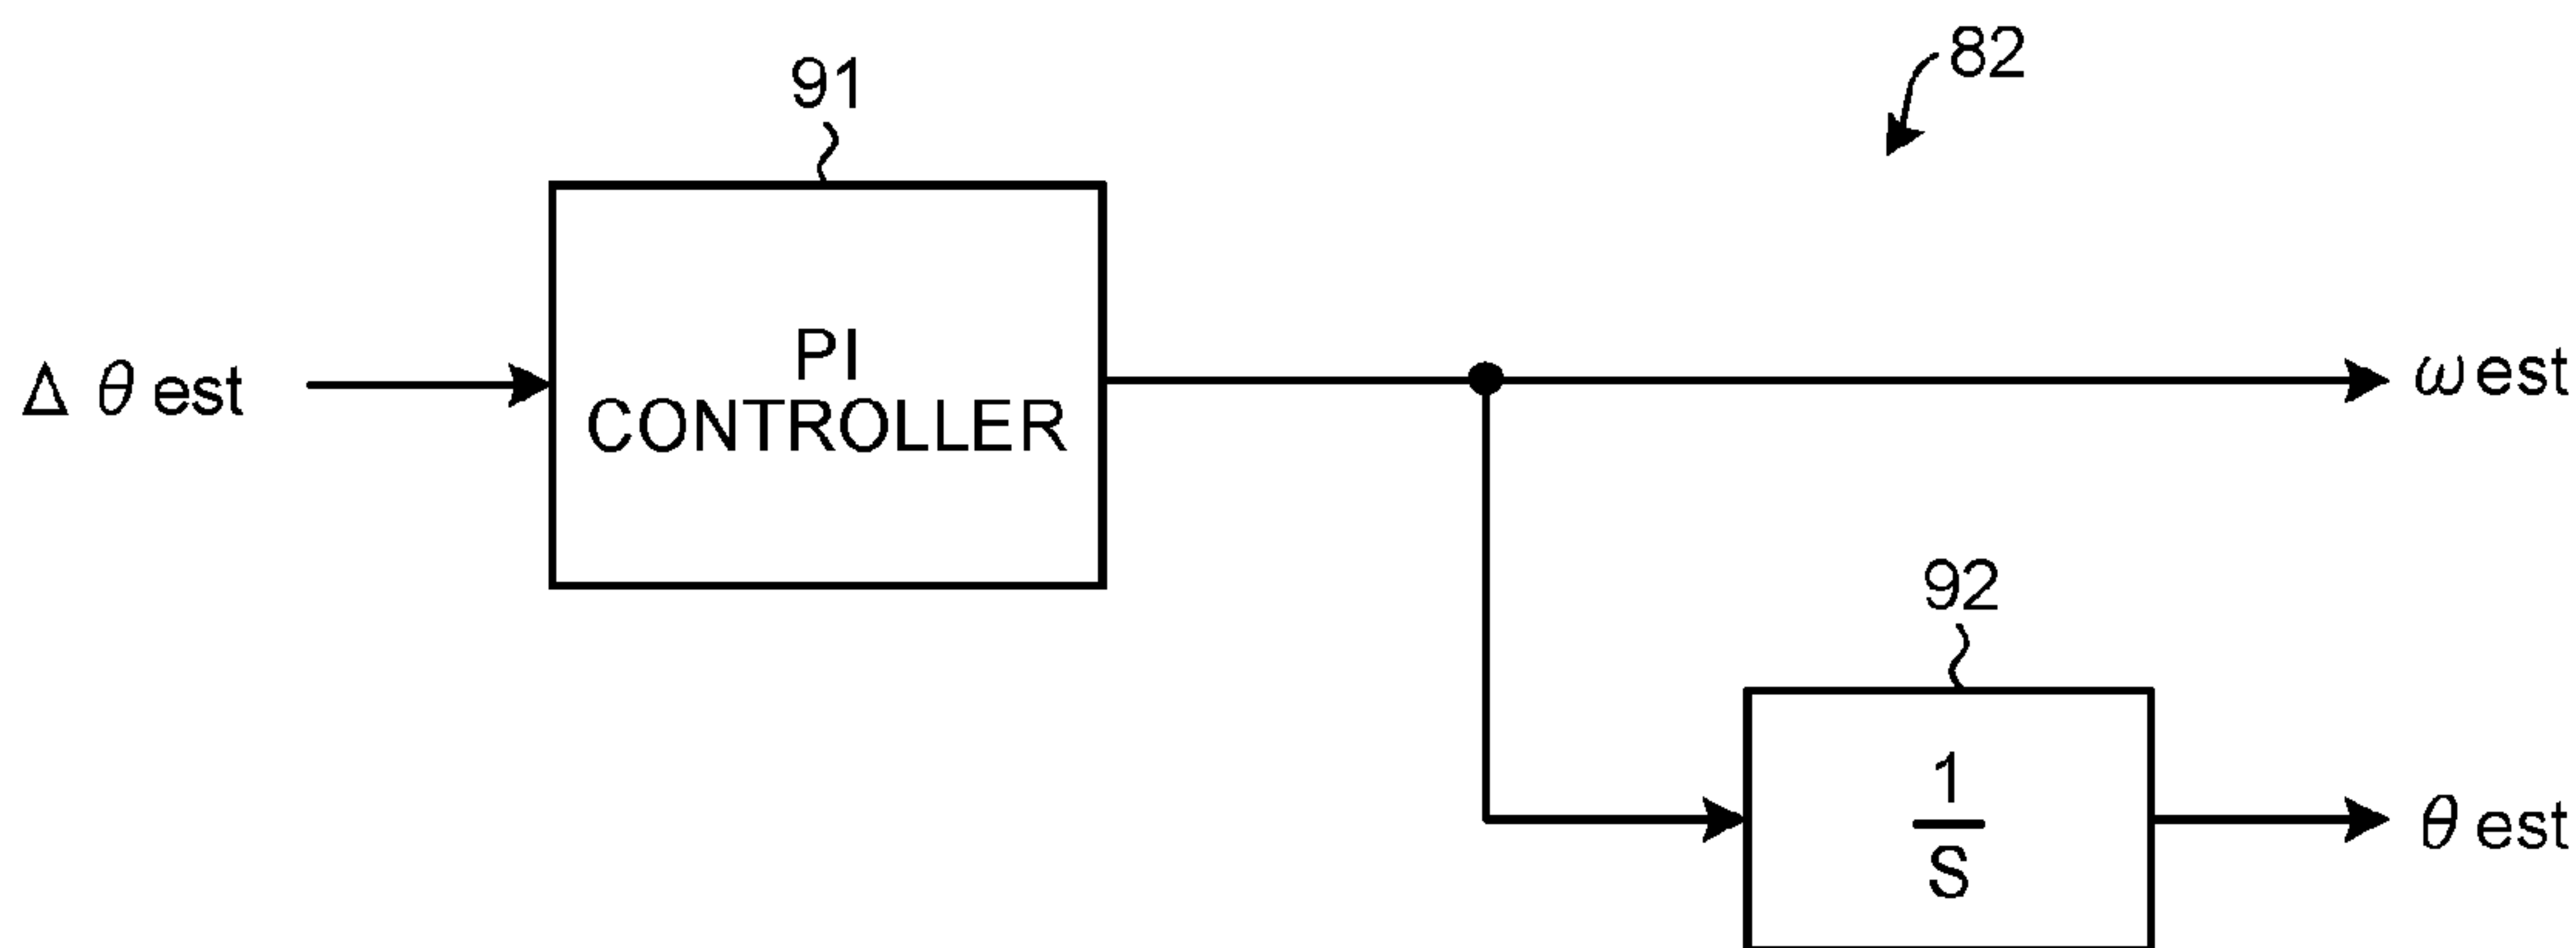 82
91
PI
CONTROLLER
Δ θ est
ω est
92
1
S
θ est